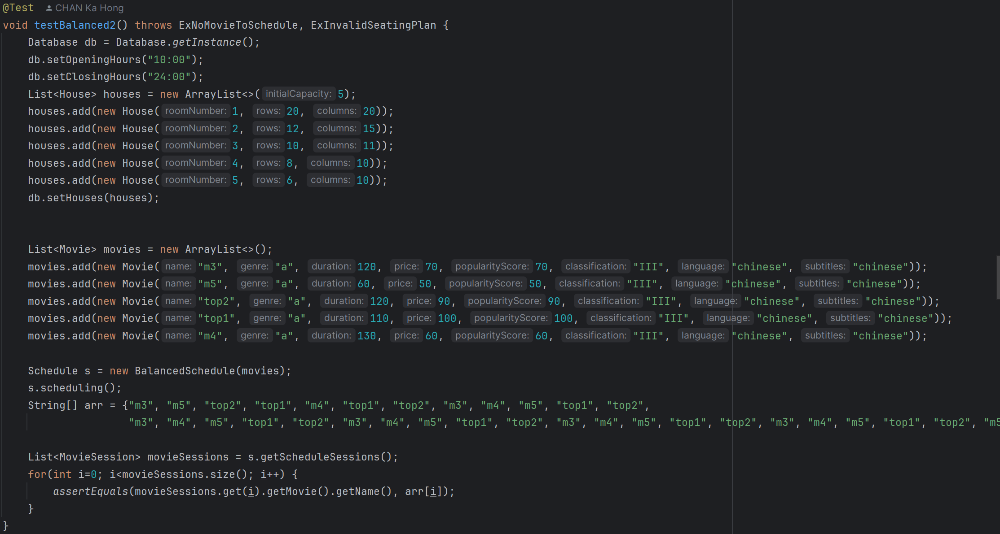 @Test CHAN Ka Hong
void testBalanced2() throws ExNoMovieToSchedule, ExInvalidSeatingPlan {
Database db = Database.getInstance();
db.setOpeningHours("10:00");
db.setClosingHours("24:00");
List<House> houses = new ArrayList<>( initialCapacity: 5);
houses.add(new House( roomNumber: 1, rows: 20, columns: 20));
houses.add(new House( roomNumber: 2, rows: 12, columns: 15));
houses.add(new House( roomNumber: 3, rows: 10, columns: 11));
houses.add(new House( roomNumber: 4, rows: 8, columns: 10));
houses.add(new House( roomNumber: 5, rows: 6, columns: 10));
db.setHouses(houses);
List<Movie> movies = new ArrayList<>();
movies.add(new Movie( name: "m3", genre: "a", duration: 120, price: 70, popularityScore: 70, classification: "III", language: "chinese", subtitles: "chinese"));
movies.add(new Movie( name: "m5", genre: "a", duration: 60, price: 50, popularityScore: 50, classification: "III", language: "chinese", subtitles: "chinese"));
movies.add(new Movie( name: "top2", genre: "a", duration: 120, price: 90, popularityScore: 90, classification: "III", language: "chinese", subtitles: "chinese"));
movies.add(new Movie( name: "top1", genre: "a", duration: 110, price: 100, popularityScore: 100, classification: "III", language: "chinese", subtitles: "chinese"));
movies.add(new Movie( name: "m4", genre: "a", duration: 130, price: 60, popularityScore: 60, classification: "III", language: "chinese", subtitles: "chinese"));
Schedule s = new BalancedSchedule(movies);
s.scheduling();
String[] arr = {"m3", "m5", "top2", "top1", "m4", "top1", "top2", "m3", "m4", "m5", "top1", "top2",
"m3", "m4", "m5", "top1", "top2", "m3", "m4", "m5", "top1", "top2", "m3", "m4", "m5", "top1", "top2", "m3", "m4", "m5", "top1", "top2", "m5
List<MovieSession> movieSessions = s.getScheduleSessions();
for(int i=0; i<movieSessions.size(); i++) {
assertEquals(movieSessions.get(i).getMovie().getName(), arr[i]);
}
}